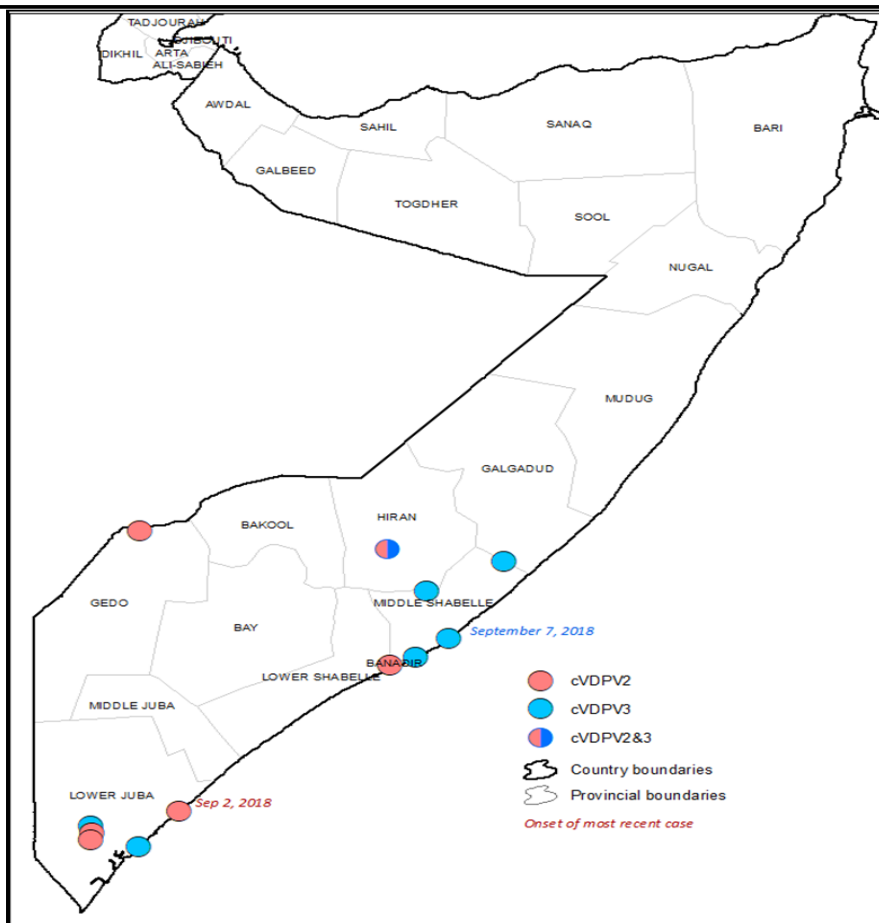 TADJOURAH
DJIBOUTI
DIKHIL
ARTA
ALI-SABIEH
AWDAL
SAHIL
SANAQ
BARI
GALBEED
TOGDHER
SOOL
NUGAL
MUDUG
GALGADUD
HIRAN
BAKOOL
GEDO
MIDDLE SHABELLE
BAY
September 7, 2018
BANADIR
LOWER SHABELLE
MIDDLE JUBA
LOWER JUBA
Sep 2, 2018
cVDPV2
cVDPV3
cVDPV2&3
Country boundaries
Provincial boundaries
Onset of most recent case